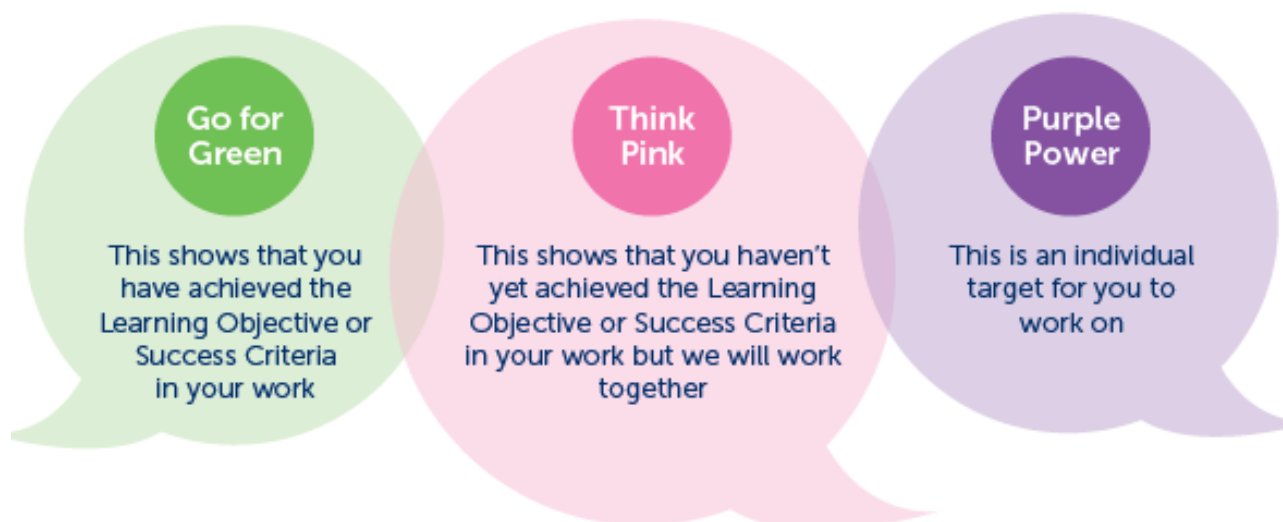 Go for
Green
This shows that you
have achieved the
Learning Objective or
Success Criteria
in your work
Think
Pink
This shows that you haven't
yet achieved the Learning
Objective or Success Criteria
in your work but we will work
together
Purple
Power
This is an individual
target for you to
work on